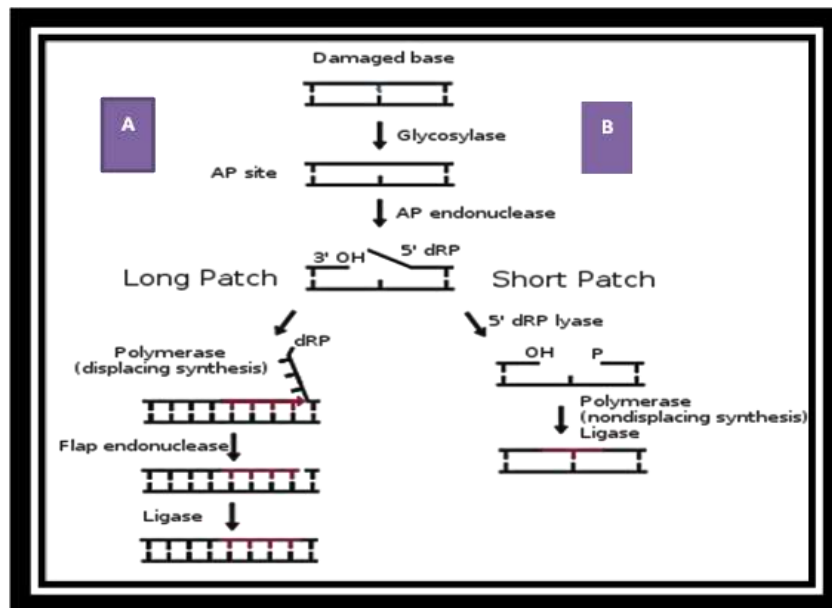 Damaged base
A
B
Glycosylase
AP site
AP endonuclease
3' OH
5' dRP
Long Patch
Short Patch
5' dRP lyase
dRP
Polymerase
(displacing synthesis)
OH
P
Polymerase
(nondisplacing synthesis)
Ligase
Flap endonuclease
Ligase